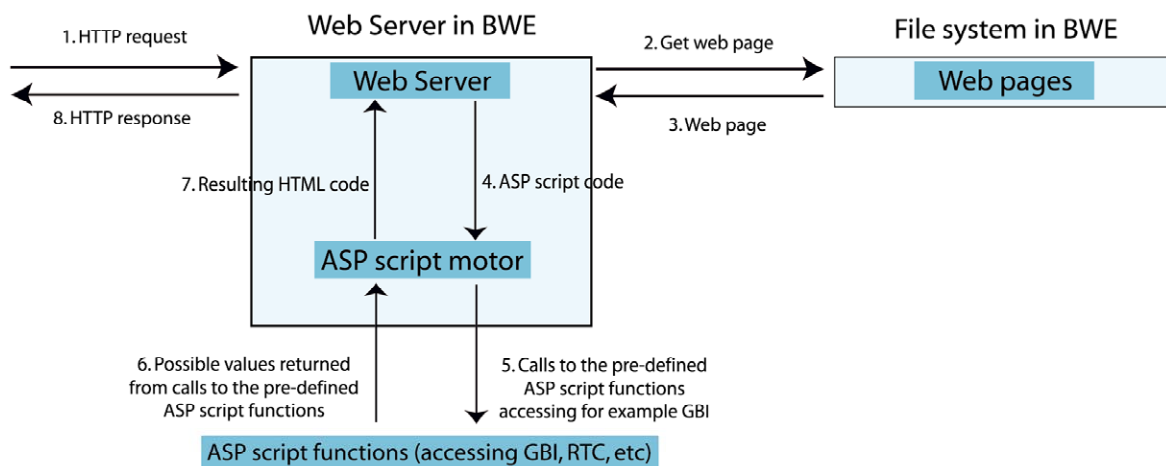 Web Server in BWE
File system in BWE
1. HTTP request
2. Get web page
Web Server
Web pages
8. HTTP response
3. Web page
7. Resulting HTML code
4. ASP script code
ASP script motor
6. Possible values returned
from calls to the pre-defined
ASP script functions
5. Calls to the pre-defined
ASP script functions
accessing for example GBI
ASP script functions (accessing GBI, RTC, etc)